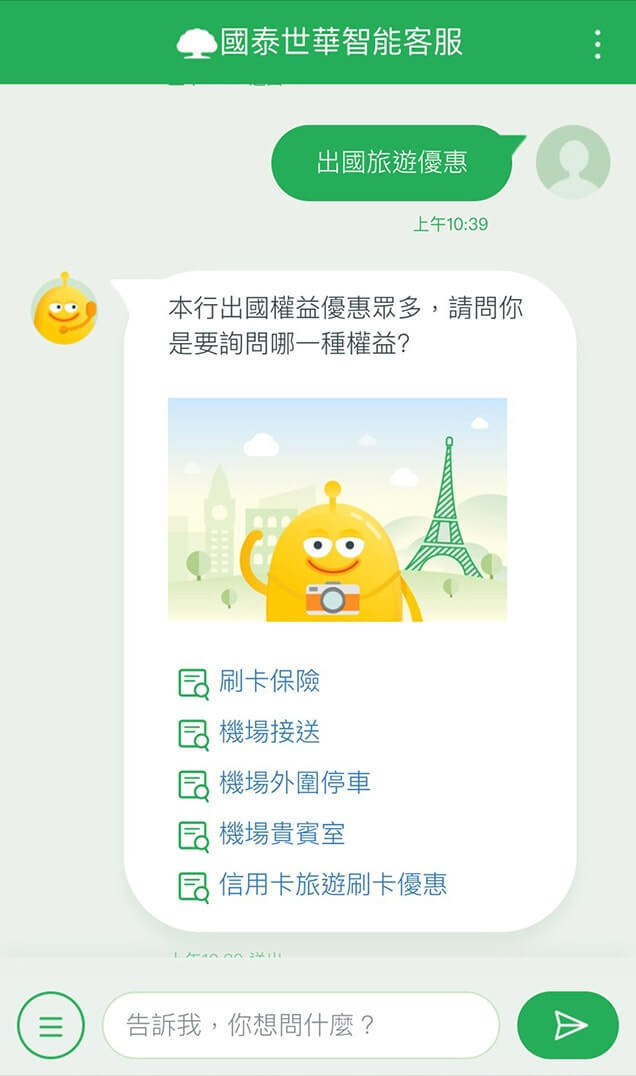 國泰世華智能客服
出國旅遊優惠
上午10:39
本行出國權益優惠眾多，請問你
是要詢問哪一種權益?
刷卡保險
機場接送
機場外圍停車
機場貴賓室
信用卡旅遊刷卡優惠
告訴我，你想問什麼？